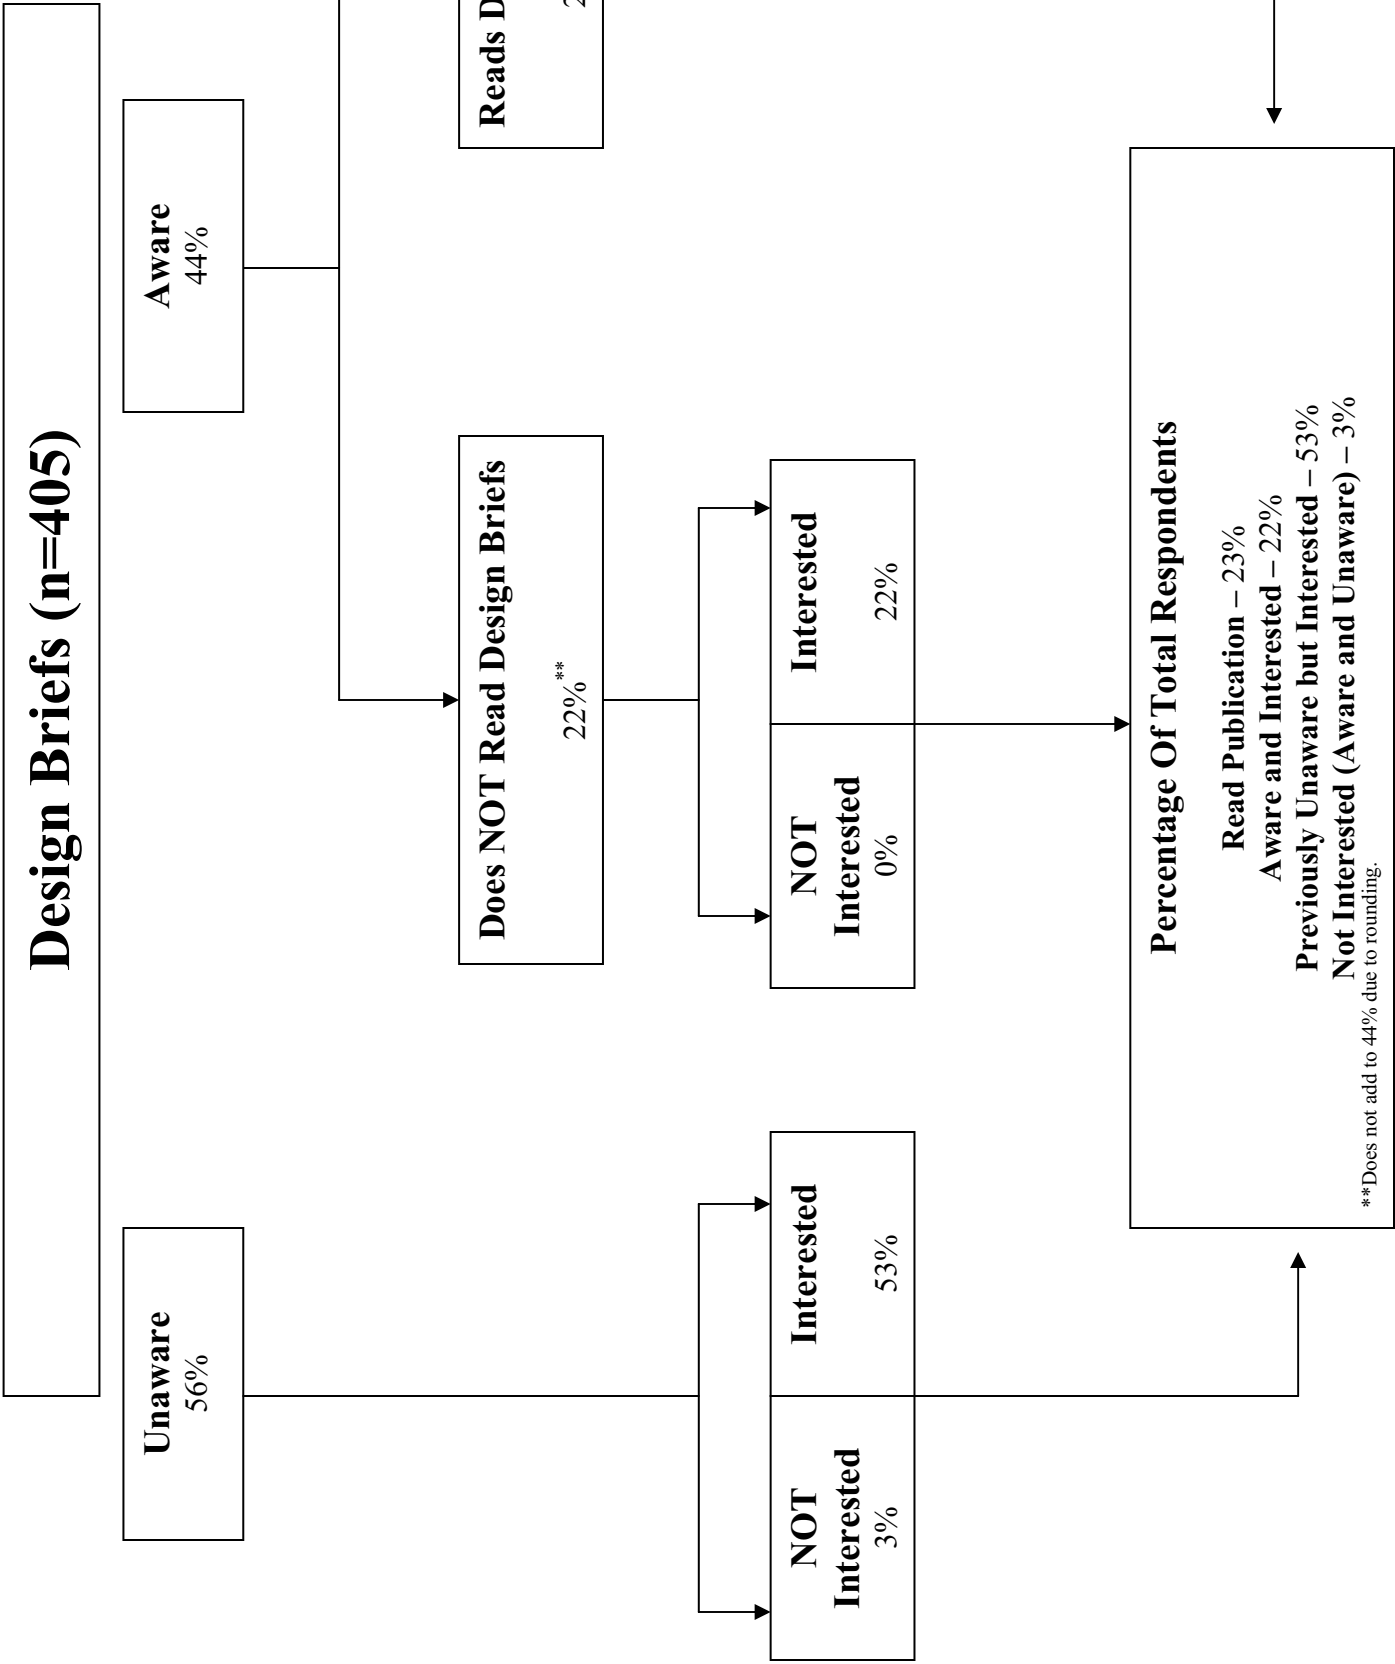 Design Briefs (n=405)
Unaware
56%
Aware
44%
Does NOT Read Design Briefs
22%**
Reads
NOT
Interested
3%
Interested
53%
NOT
Interested
0%
Interested
22%
Percentage Of Total Respondents
Read Publication – 23%
Aware and Interested – 22%
Previously Unaware but Interested – 53%
Not Interested (Aware and Unaware) – 3%
**Does not add to 44% due to rounding.